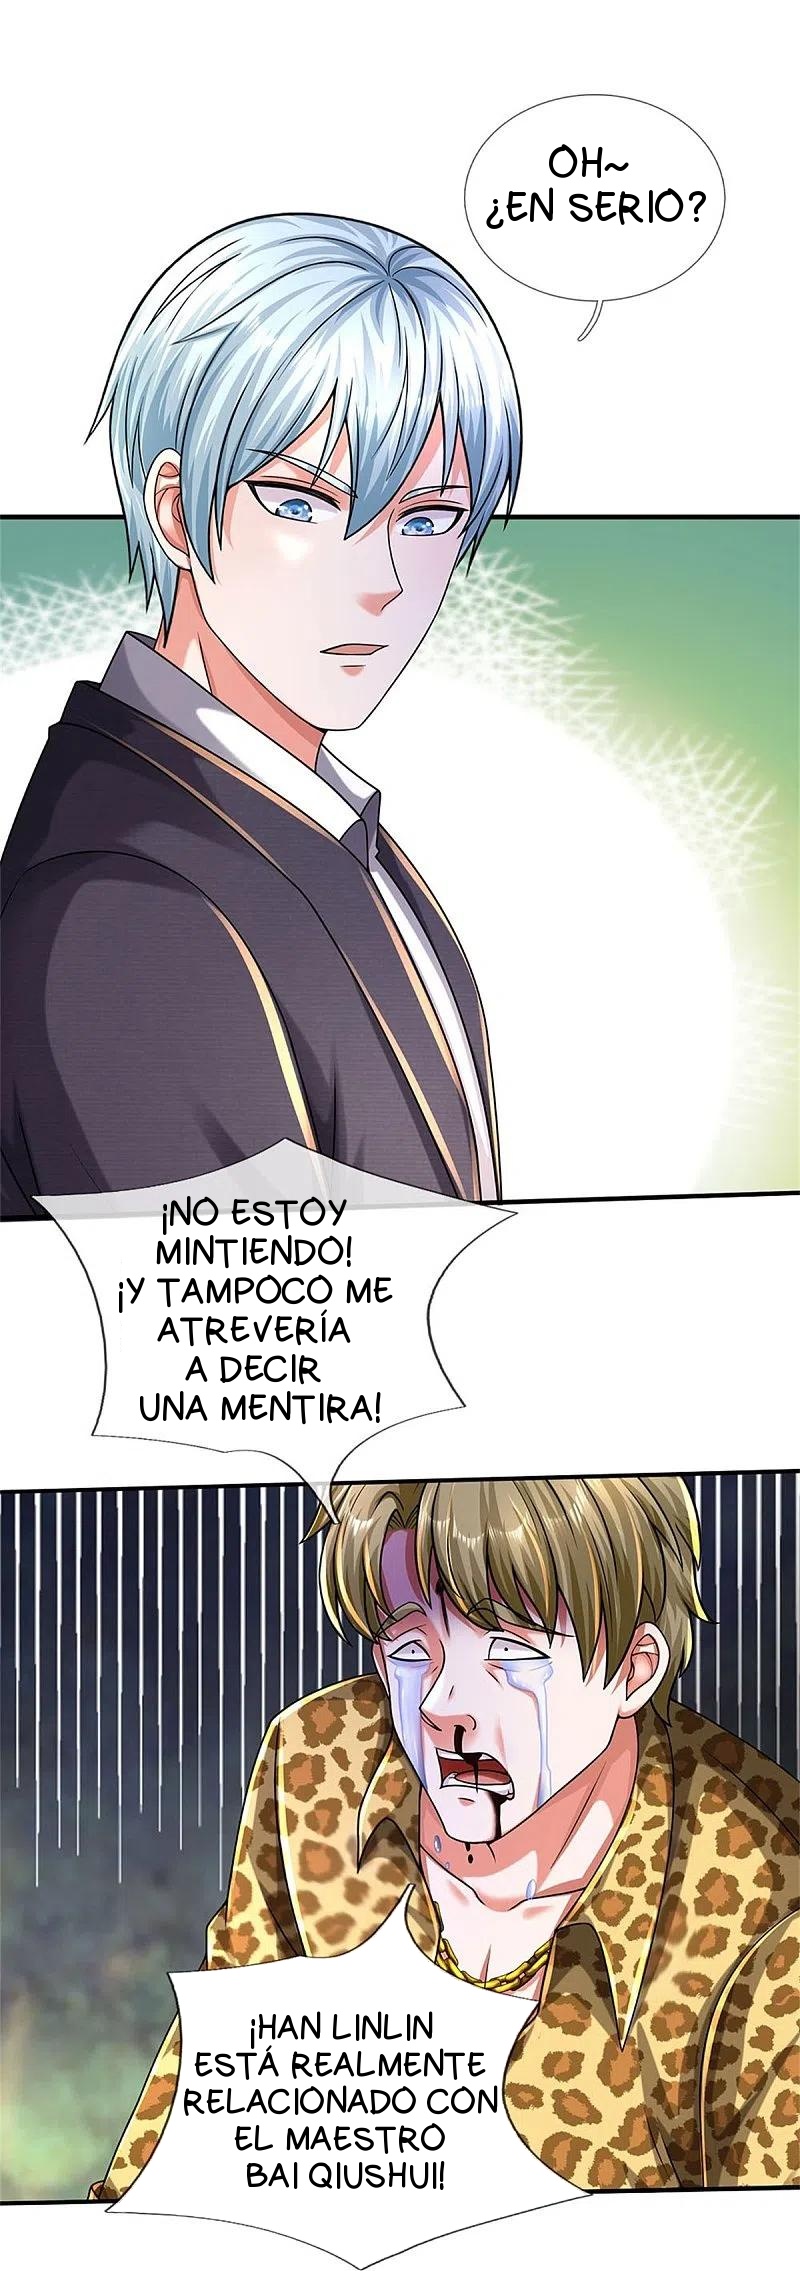 OH~
¿EN SERIO?
¡NO ESTOY
MINTIENDO!
¡Y TAMPOCO ME
ATREVERÍA
A DECIR
UNA MENTIRA!
¡HAN LINLIN
ESTÁ REALMENTE
RELACIONADO CON
EL MAESTRO
BAI QIUSHUI!